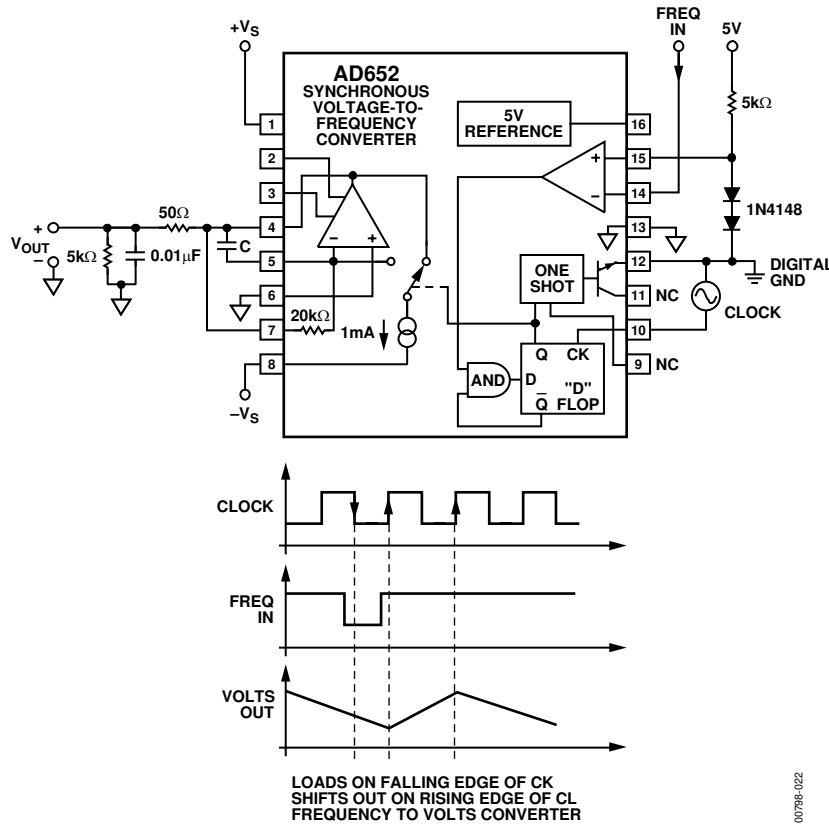 +VS
FREQ
IN
5V
AD652
SYNCHRONOUS
VOLTAGE-TO-
FREQUENCY
CONVERTER
5V
REFERENCE
5kΩ
1
2
3
4
5
6
7
8
16
15
14
13
12
11
10
9
+
–
1N4148
50Ω
+
VOUT
–
5kΩ
0.01µF
C
–
+
20kΩ
1mA
–VS
ONE
SHOT
NC
DIGITAL
GND
CLOCK
NC
AND
Q
CK
D
"D"
FLOP
Q̅
CLOCK
FREQ
IN
VOLTS
OUT
LOADS ON FALLING EDGE OF CK
SHIFTS OUT ON RISING EDGE OF CL
FREQUENCY TO VOLTS CONVERTER
00798-022